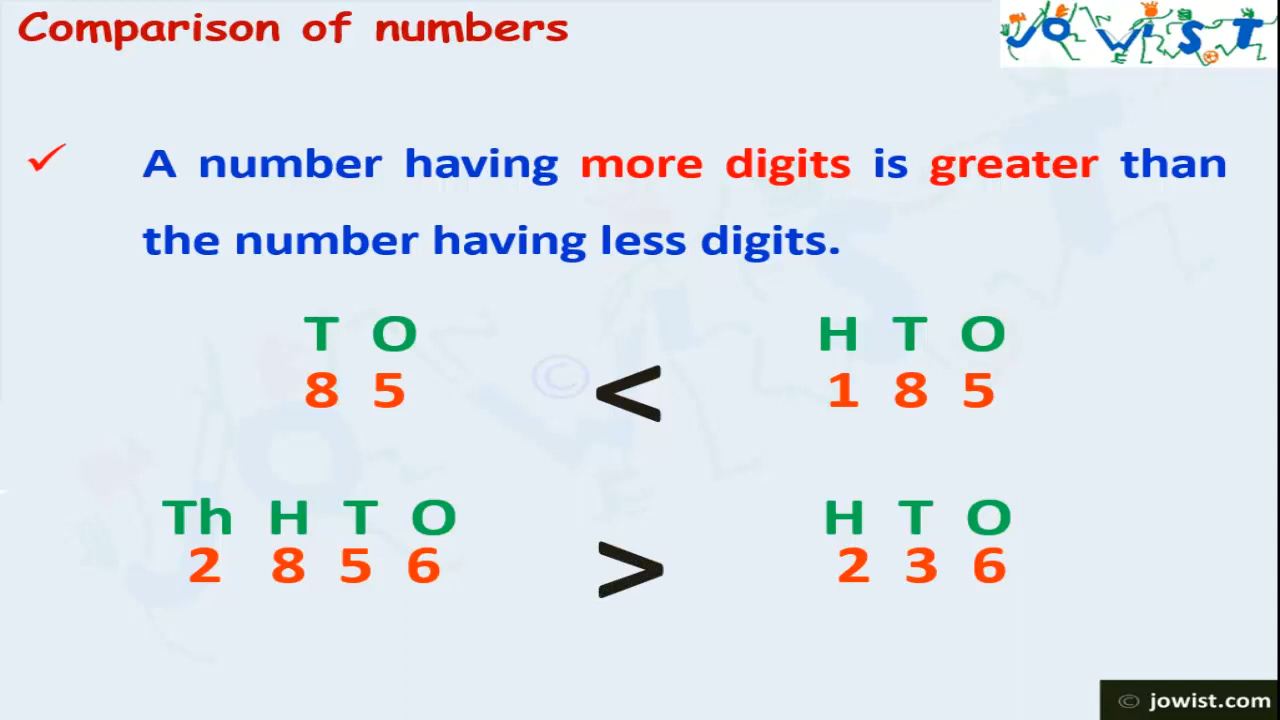 Comparison of numbers
JOWIST
✓ A number having more digits is greater than
the number having less digits.
T O H T O
8 5 < 1 8 5
Th H T O H T O
2 8 5 6 > 2 3 6
©
© jowist.com